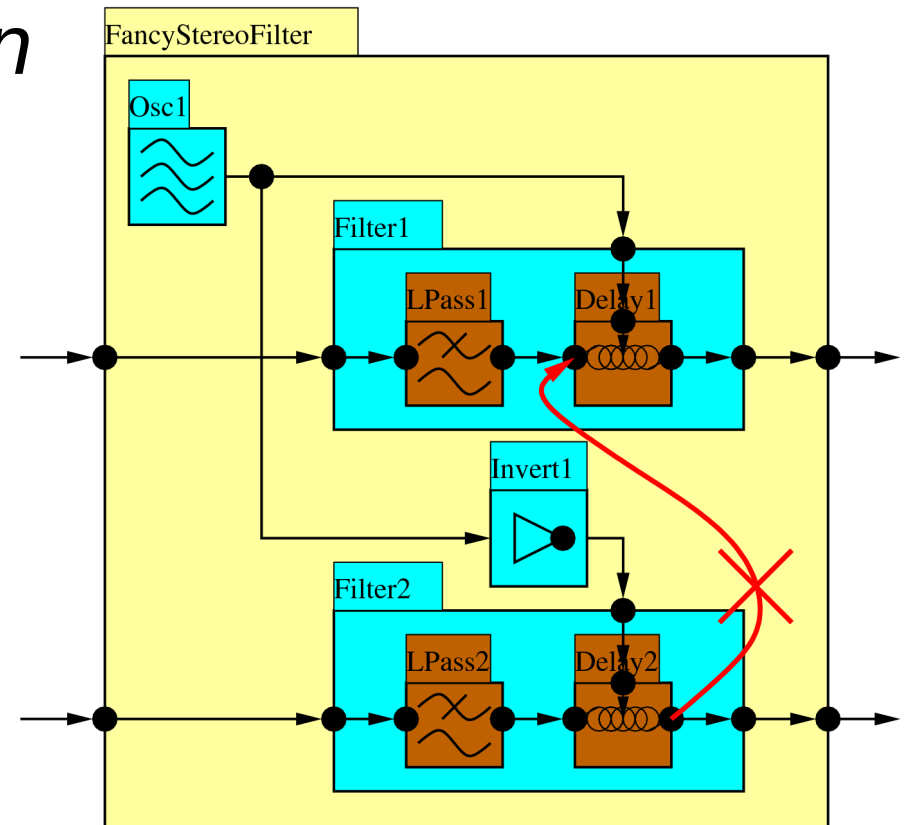 n
FancyStereoFilter
Osc1
Filter1
LPass1
Delay1
Invert1
Filter2
LPass2
Delay2